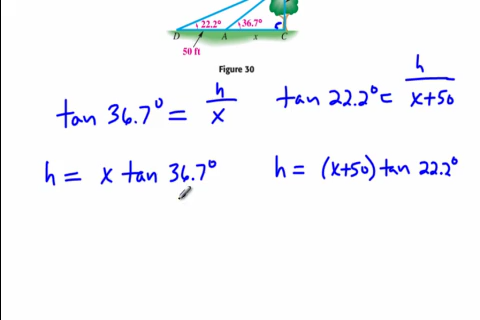 22.2° 36.7°
D A x C
50 ft
Figure 30
tan 36.7° = h/x tan 22.2° = h/x+50
h = x tan 36.7° h = (x+50) tan 22.2°